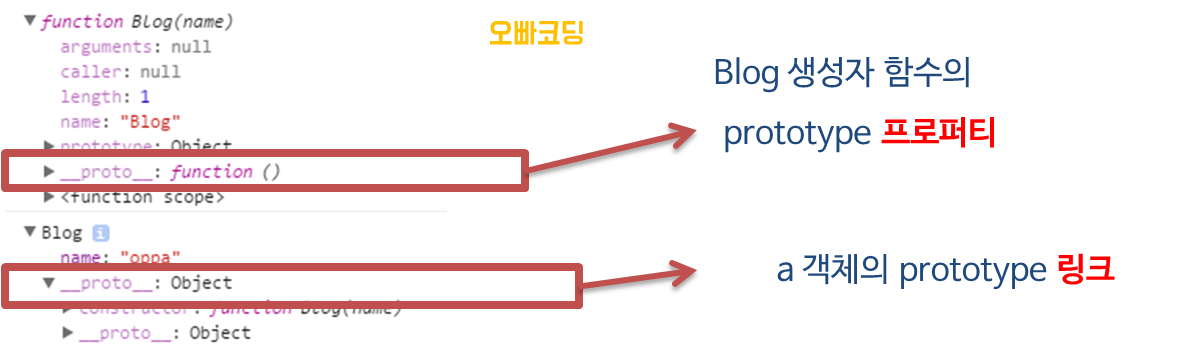 ▼function Blog(name)
arguments: null
caller: null
length: 1
name: "Blog"
▶prototype: Object
▶__proto__: function ()
▶<function scope>
▼Blog i
name: "oppa"
▼__proto__: Object
▶constructor: function Blog(name)
▶__proto__: Object
오빠코딩
Blog 생성자 함수의
prototype 프로퍼티
a 객체의 prototype 링크